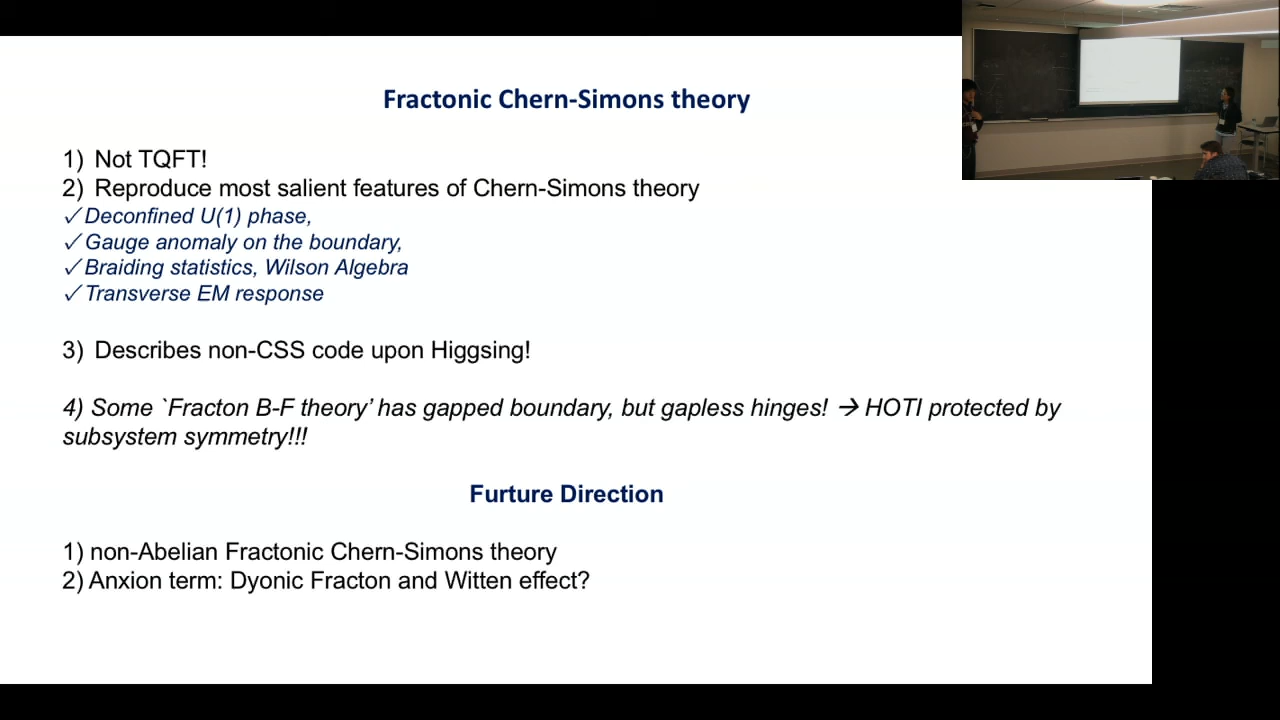 Fractonic Chern-Simons theory
1) Not TQFT!
2) Reproduce most salient features of Chern-Simons theory
✓Deconfined U(1) phase,
✓Gauge anomaly on the boundary,
✓Braiding statistics, Wilson Algebra
✓Transverse EM response
3) Describes non-CSS code upon Higgsing!
4) Some `Fracton B-F theory’ has gapped boundary, but gapless hinges! → HOTI protected by
subsystem symmetry!!!
Furture Direction
1) non-Abelian Fractonic Chern-Simons theory
2) Anxion term: Dyonic Fracton and Witten effect?